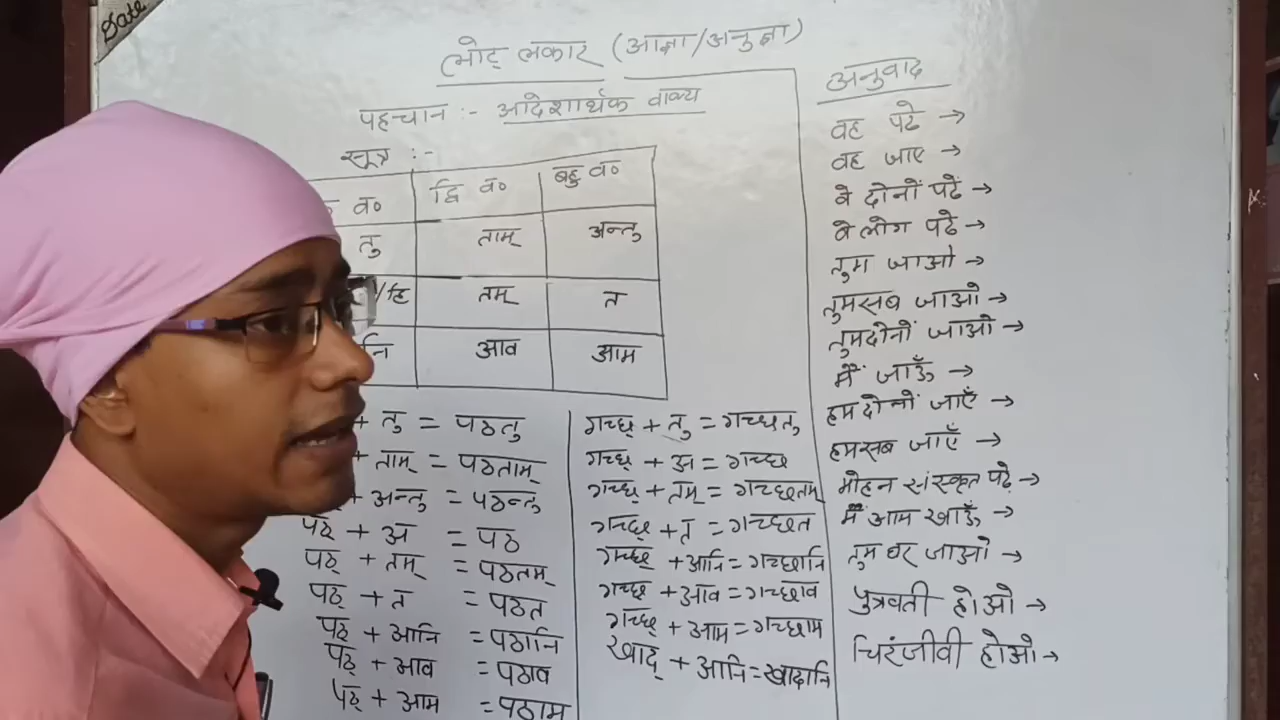 Date
लोट् लकार (आज्ञा/अनुज्ञा)
पहचान :- आदेशार्थक वाक्य
सूत्र :-
व० द्वि व० बहु व०
तु ताम् अन्तु
/हि तम् त
नि आव आम
+ तु = पठतु
+ ताम् = पठताम्
+ अन्तु = पठन्तु
पठ् + अ = पठ
पठ् + तम् = पठतम्
पठ् + त = पठत
पठ् + आनि = पठानि
पठ् + आव = पठाव
पठ् + आम = पठाम
गच्छ् + तु = गच्छतु
गच्छ् + अ = गच्छ
गच्छ् + तम् = गच्छतम्
गच्छ् + त = गच्छत
गच्छ् + आनि = गच्छानि
गच्छ् + आव = गच्छाव
गच्छ् + आम = गच्छाम
खाद् + आनि = खादानि
अनुवाद
वह पढे →
वह जाए →
वे दोनों पढें →
वे लोग पढे →
तुम जाओ →
तुमसब जाओ →
तुमदोनों जाओ →
मैं जाऊँ →
हम दोनों जाएँ →
हमसब जाएँ →
मोहन संस्कृत पढ़े →
मैं आम खाऊँ →
तुम घर जाओ →
पुत्रवती होओ →
चिरंजीवी होओ →